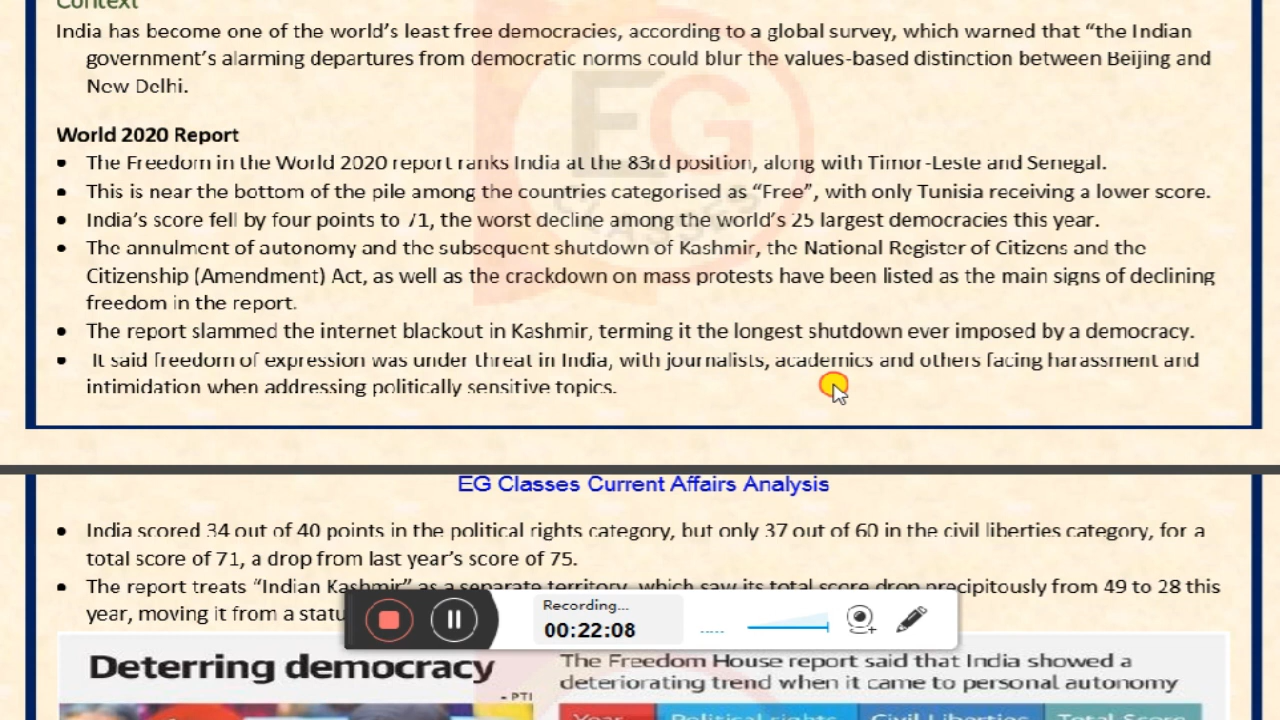 Context
India has become one of the world's least free democracies, according to a global survey, which warned that “the Indian
government's alarming departures from democratic norms could blur the values-based distinction between Beijing and
New Delhi.
World 2020 Report
• The Freedom in the World 2020 report ranks India at the 83rd position, along with Timor-Leste and Senegal.
• This is near the bottom of the pile among the countries categorised as “Free”, with only Tunisia receiving a lower score.
• India's score fell by four points to 71, the worst decline among the world's 25 largest democracies this year.
• The annulment of autonomy and the subsequent shutdown of Kashmir, the National Register of Citizens and the
Citizenship (Amendment) Act, as well as the crackdown on mass protests have been listed as the main signs of declining
freedom in the report.
• The report slammed the internet blackout in Kashmir, terming it the longest shutdown ever imposed by a democracy.
• It said freedom of expression was under threat in India, with journalists, academics and others facing harassment and
intimidation when addressing politically sensitive topics.
EG
CLASSES
EG Classes Current Affairs Analysis
• India scored 34 out of 40 points in the political rights category, but only 37 out of 60 in the civil liberties category, for a
total score of 71, a drop from last year's score of 75.
• The report treats “Indian Kashmir” as a separate territory, which saw its total score drop precipitously from 49 to 28 this
year, moving it from a statu
Recording...
00:22:08
Deterring democracy
- PTI
The Freedom House report said that India showed a
deteriorating trend when it came to personal autonomy
Year Political rights Civil Liberties Total Score